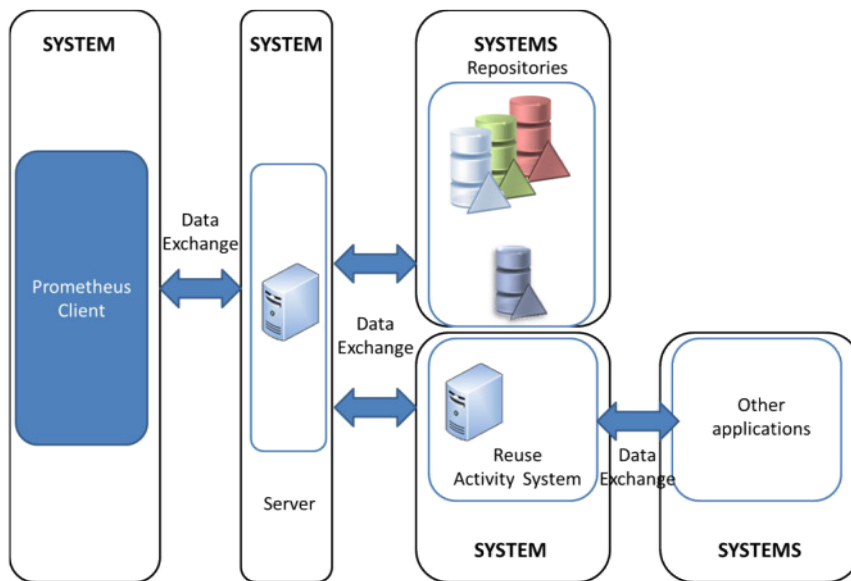 SYSTEM
Prometheus
Client
Data
Exchange
SYSTEM
Server
Data
Exchange
SYSTEMS
Repositories
Reuse
Activity System
SYSTEM
Data
Exchange
Other
applications
SYSTEMS